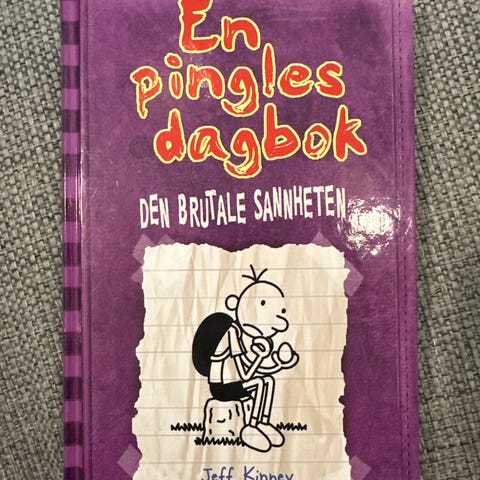 En
pingles
dagbok
DEN BRUTALE SANNHETEN
Jeff Kinney